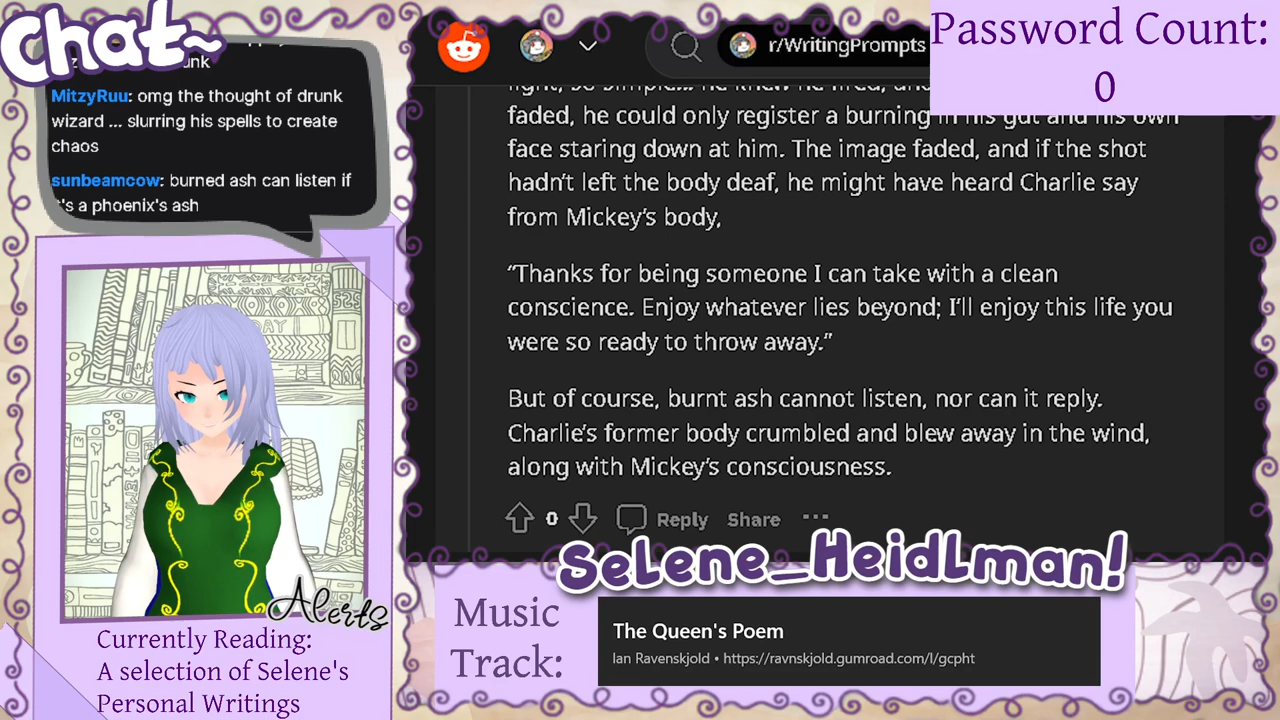 Chat~
unk
MitzyRuu: omg the thought of drunk
wizard ... slurring his spells to create
chaos
sunbeamcow: burned ash can listen if
it's a phoenix's ash
r/WritingPrompts
Password Count:
0
faded, he could only register a burning in his gut and his own
face staring down at him. The image faded, and if the shot
hadn't left the body deaf, he might have heard Charlie say
from Mickey's body,
“Thanks for being someone I can take with a clean
conscience. Enjoy whatever lies beyond; I'll enjoy this life you
were so ready to throw away.”
But of course, burnt ash cannot listen, nor can it reply.
Charlie's former body crumbled and blew away in the wind,
along with Mickey's consciousness.
0
Reply
Share
...
Selene_Heidlman!
Alerts
Currently Reading:
A selection of Selene's
Personal Writings
Music
Track:
The Queen's Poem
Ian Ravenskjold • https://ravnskjold.gumroad.com/l/gcpht